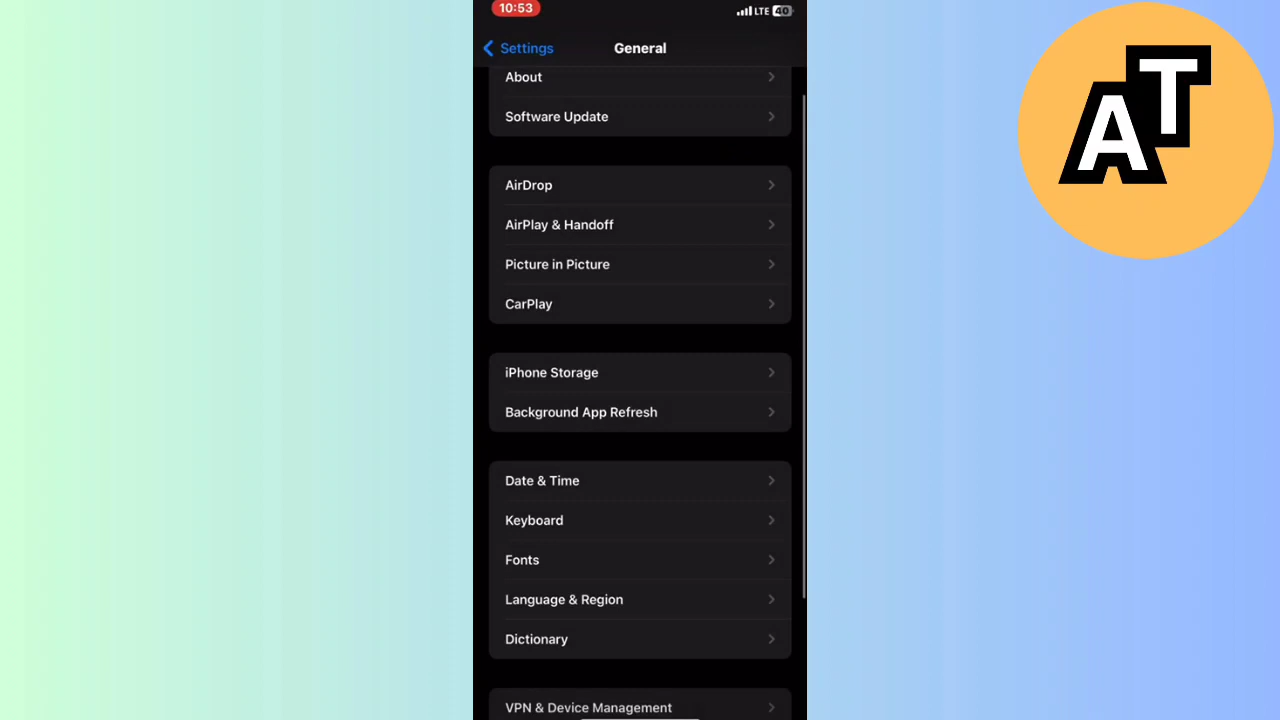 10:53
LTE 40
Settings
General
About
Software Update
AirDrop
AirPlay & Handoff
Picture in Picture
CarPlay
iPhone Storage
Background App Refresh
Date & Time
Keyboard
Fonts
Language & Region
Dictionary
VPN & Device Management
AT